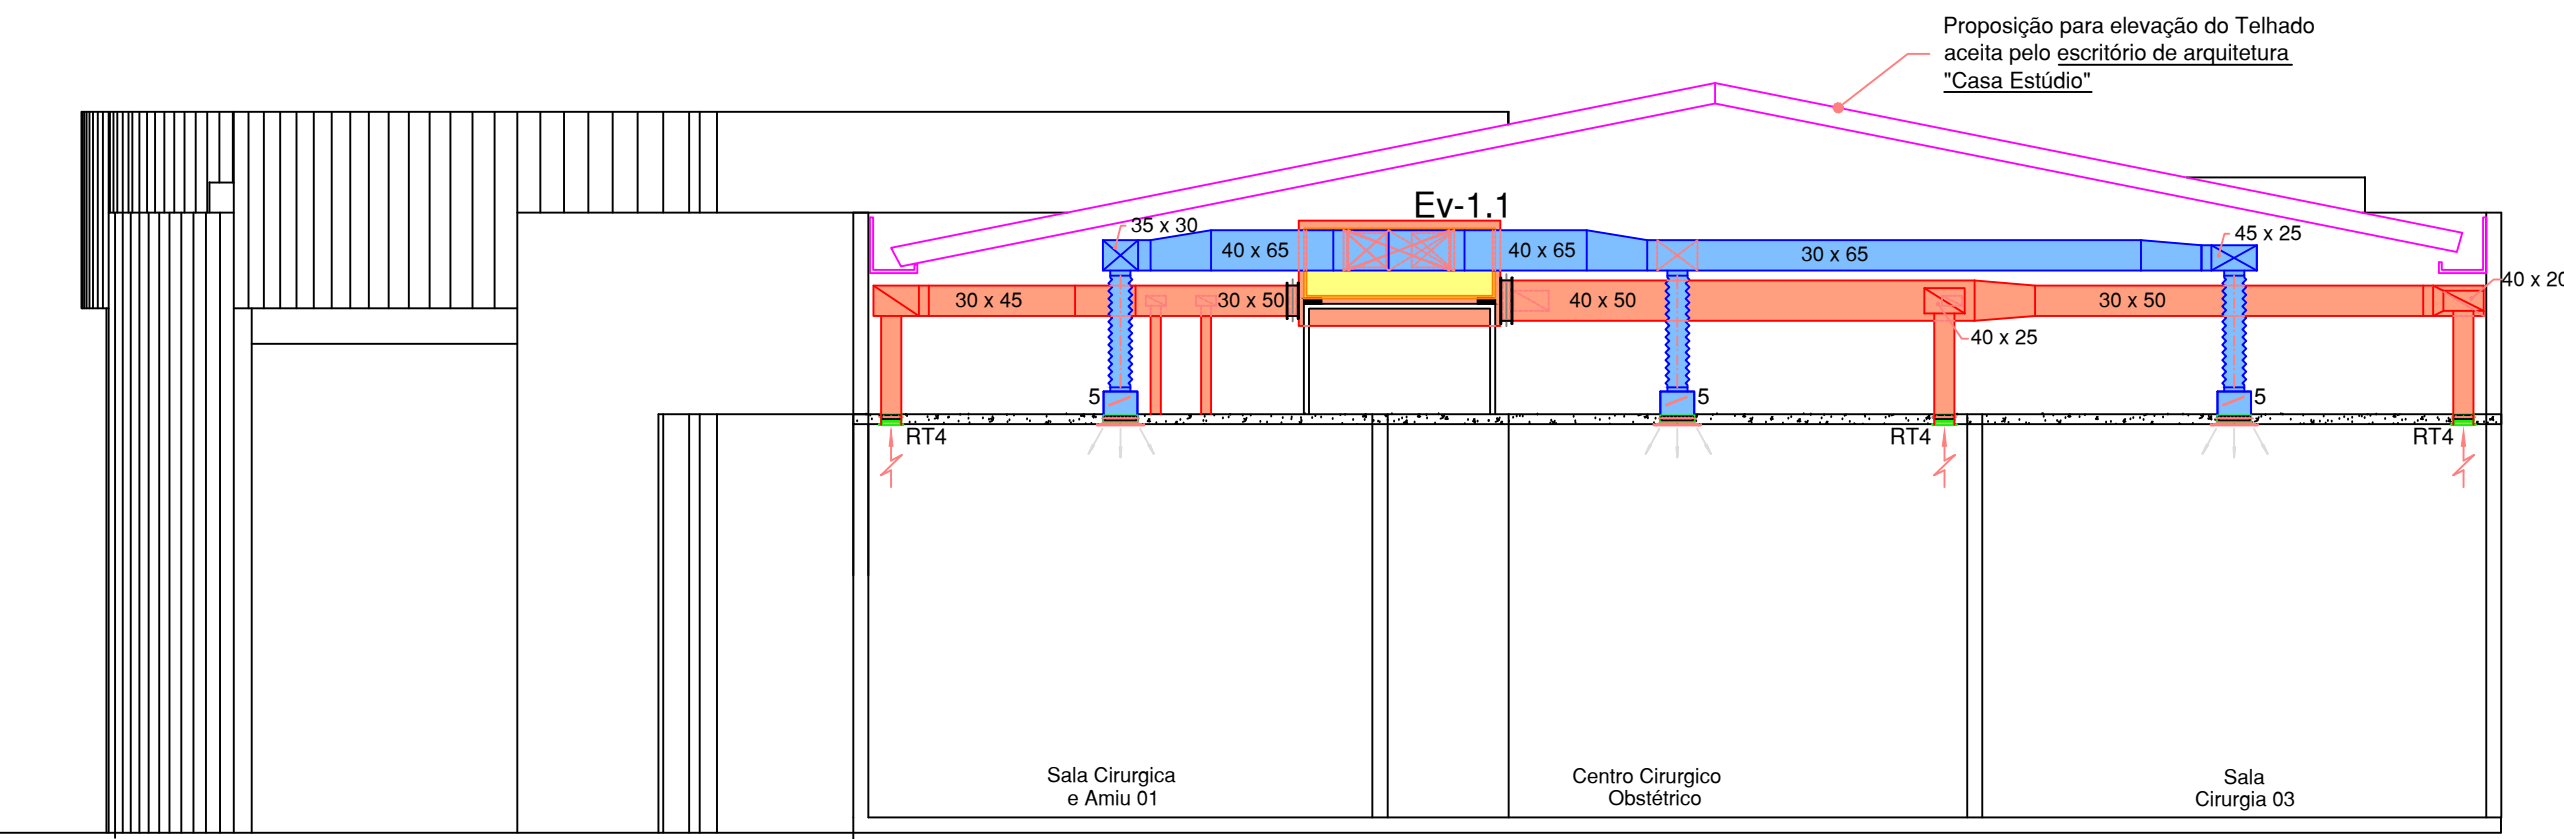 Proposição para elevação do Telhado
aceita pelo escritório de arquitetura
"Casa Estúdio"
Ev-1.1
35 x 30
40 x 65
40 x 65
30 x 65
45 x 25
30 x 45
30 x 50
40 x 50
30 x 50
40 x 20
40 x 25
5
5
5
RT4
RT4
RT4
Sala Cirurgica
e Amiu 01
Centro Cirurgico
Obstétrico
Sala
Cirurgia 03